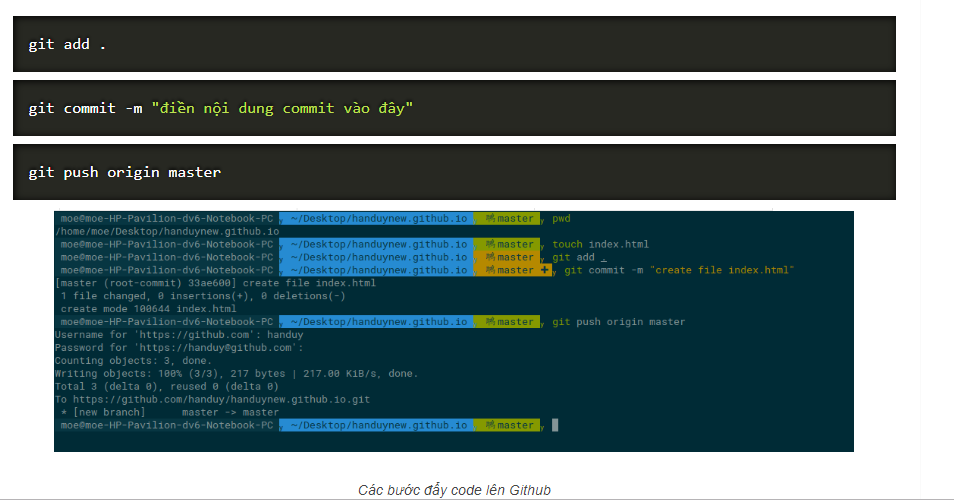 git add .
git commit -m "điền nội dung commit vào đây"
git push origin master
moe@moe-HP-Pavilion-dv6-Notebook-PC ~/Desktop/handuynew.github.io master pwd
/home/moe/Desktop/handuynew.github.io
moe@moe-HP-Pavilion-dv6-Notebook-PC ~/Desktop/handuynew.github.io master touch index.html
moe@moe-HP-Pavilion-dv6-Notebook-PC ~/Desktop/handuynew.github.io master git add .
moe@moe-HP-Pavilion-dv6-Notebook-PC ~/Desktop/handuynew.github.io master + git commit -m "create file index.html"
[master (root-commit) 33ae600] create file index.html
1 file changed, 0 insertions(+), 0 deletions(-)
create mode 100644 index.html
moe@moe-HP-Pavilion-dv6-Notebook-PC ~/Desktop/handuynew.github.io master git push origin master
Username for 'https://github.com': handuy
Password for 'https://handuy@github.com':
Counting objects: 3, done.
Writing objects: 100% (3/3), 217 bytes | 217.00 KiB/s, done.
Total 3 (delta 0), reused 0 (delta 0)
To https://github.com/handuy/handuynew.github.io.git
* [new branch] master -> master
moe@moe-HP-Pavilion-dv6-Notebook-PC ~/Desktop/handuynew.github.io master
Các bước đẩy code lên Github